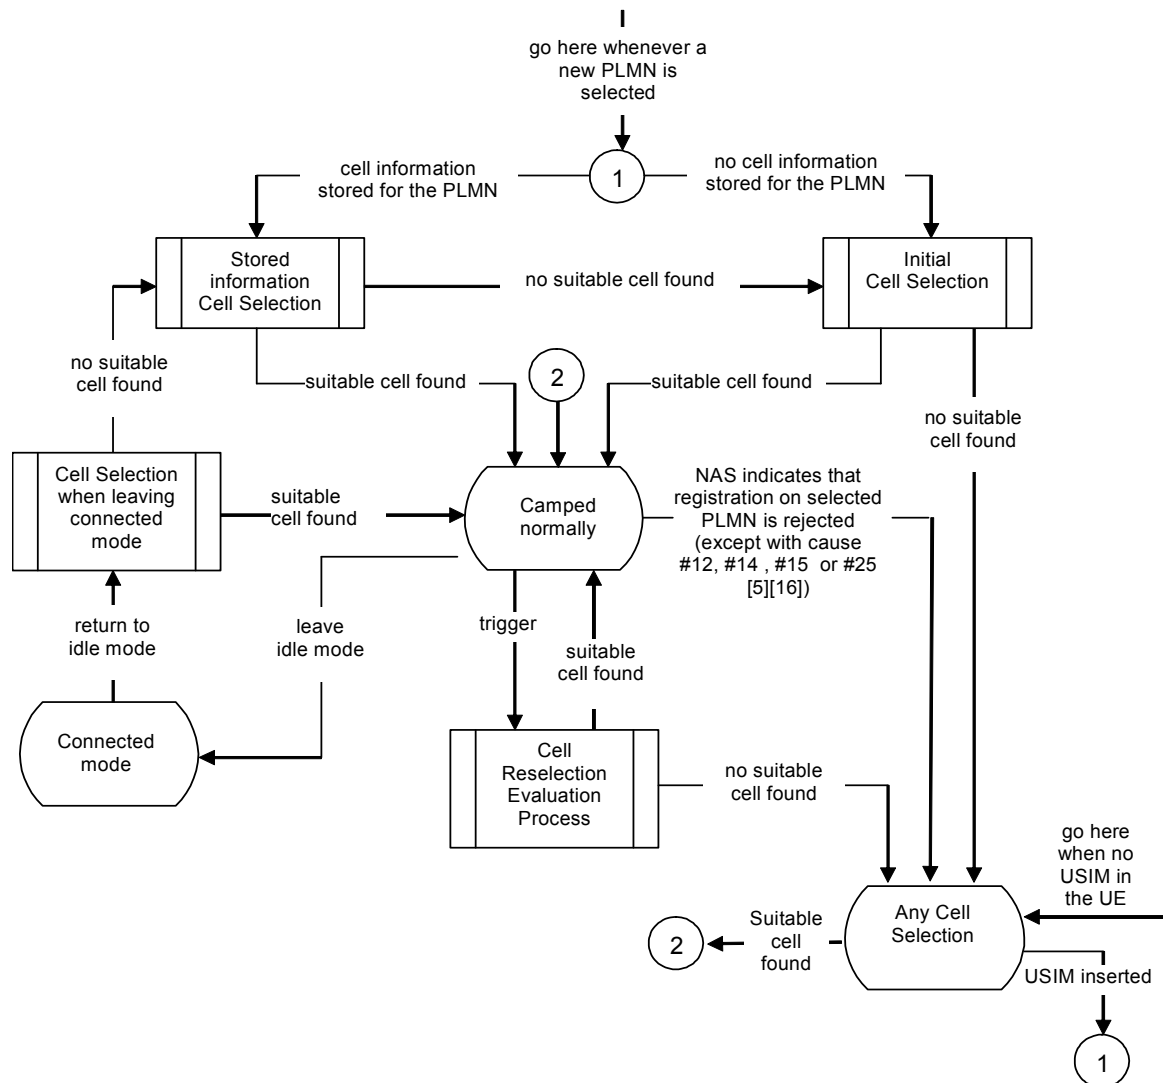 go here whenever a
new PLMN is
selected
cell information
stored for the PLMN
1
no cell information
stored for the PLMN
Stored
information
Cell Selection
no suitable cell found
Initial
Cell Selection
no suitable
cell found
suitable cell found
2
suitable cell found
no suitable
cell found
Cell Selection
when leaving
connected
mode
suitable
cell found
Camped
normally
NAS indicates that
registration on selected
PLMN is rejected
(except with cause
#12, #14 , #15  or #25
[5][16])
return to
idle mode
leave
idle mode
trigger
suitable
cell found
Connected
mode
Cell
Reselection
Evaluation
Process
no suitable
cell found
go here
when no
USIM in
the UE
2
Suitable
cell
found
Any Cell
Selection
USIM inserted
1